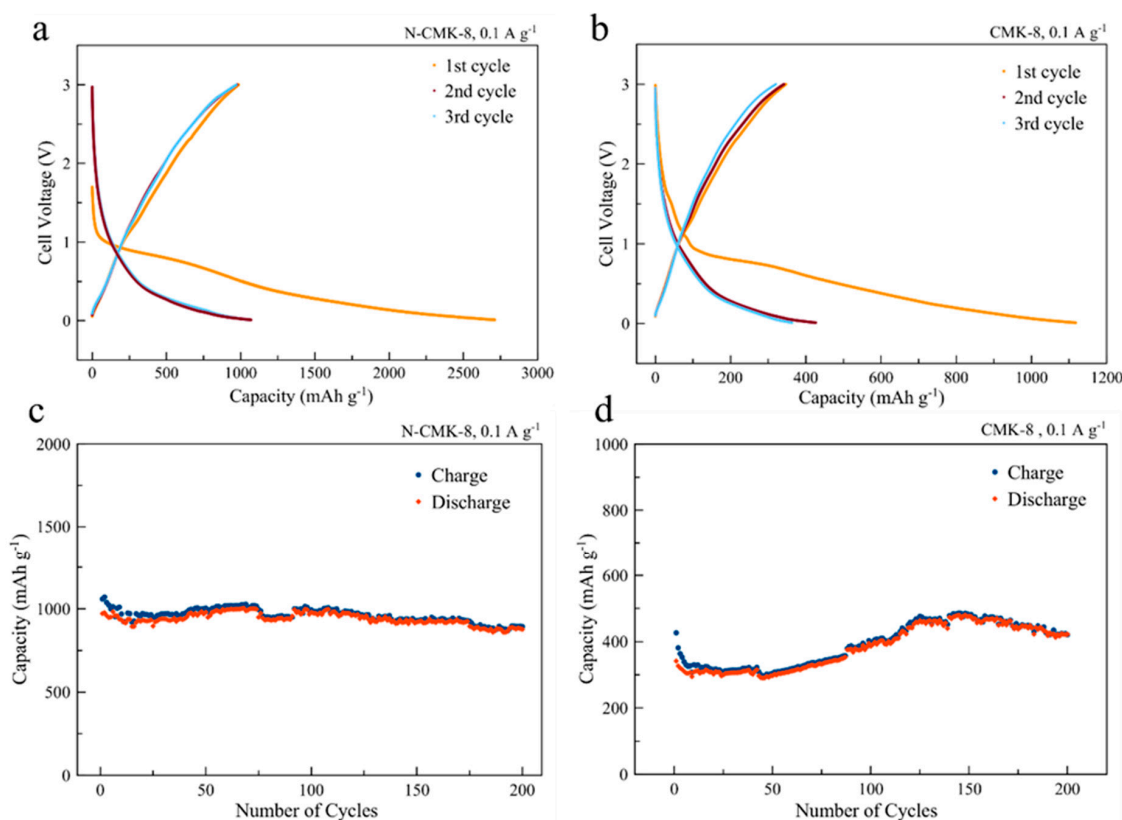 a
N-CMK-8, 0.1 A g⁻¹
1st cycle
2nd cycle
3rd cycle
Cell Voltage (V)
3
2
1
0
0 500 1000 1500 2000 2500 3000
Capacity (mAh g⁻¹)
b
CMK-8, 0.1 A g⁻¹
1st cycle
2nd cycle
3rd cycle
Cell Voltage (V)
3
2
1
0
0 200 400 600 800 1000 1200
Capacity (mAh g⁻¹)
c
N-CMK-8, 0.1 A g⁻¹
Charge
Discharge
Capacity (mAh g⁻¹)
2000
1500
1000
500
0
0 50 100 150 200
Number of Cycles
d
CMK-8 , 0.1 A g⁻¹
Charge
Discharge
Capacity (mAh g⁻¹)
1000
800
600
400
200
0
0 50 100 150 200
Number of Cycles